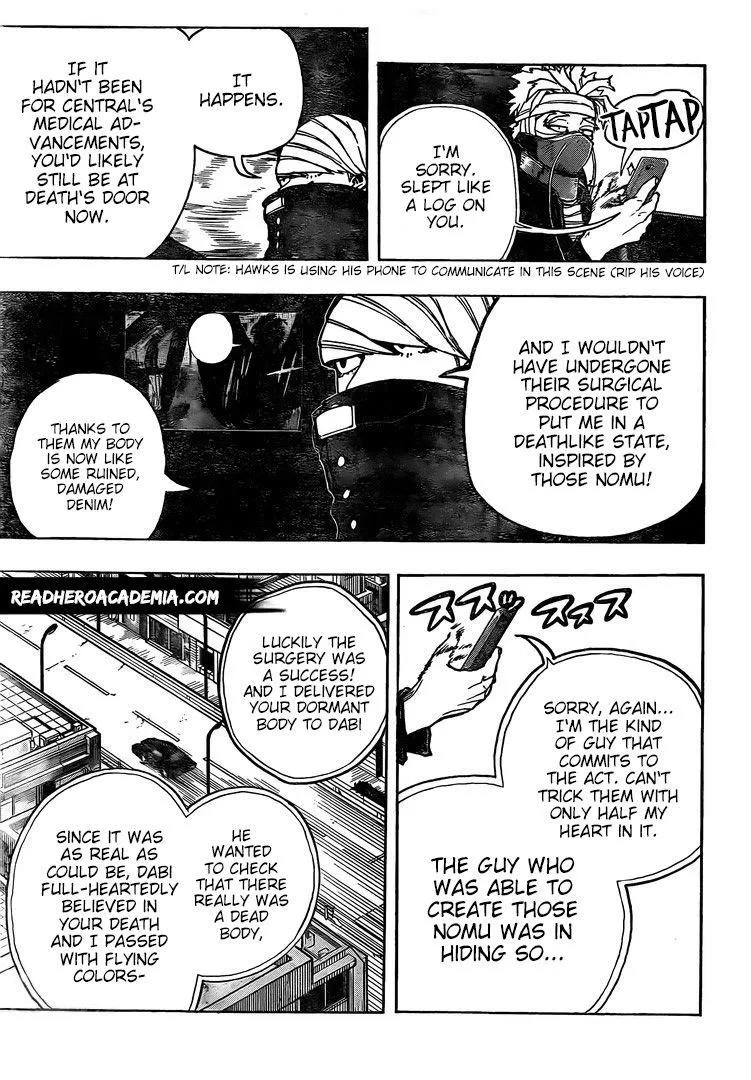 TAPTAP
I'M
SORRY.
SLEPT LIKE
A LOG ON
YOU.
IT
HAPPENS.
IF IT
HADN'T BEEN
FOR CENTRAL'S
MEDICAL AD-
VANCEMENTS,
YOU'D LIKELY
STILL BE AT
DEATH'S DOOR
NOW.
T/L NOTE: HAWKS IS USING HIS PHONE TO COMMUNICATE IN THIS SCENE (RIP HIS VOICE)
AND I WOULDN'T
HAVE UNDERGONE
THEIR SURGICAL
PROCEDURE TO
PUT ME IN A
DEATHLIKE STATE,
INSPIRED BY
THOSE NOMU!
THANKS TO
THEM MY BODY
IS NOW LIKE
SOME RUINED,
DAMAGED
DENIM!
スス スス
SORRY, AGAIN...
I'M THE KIND
OF GUY THAT
COMMITS TO
THE ACT. CAN'T
TRICK THEM WITH
ONLY HALF MY
HEART IN IT.
THE GUY WHO
WAS ABLE TO
CREATE THOSE
NOMU WAS IN
HIDING SO...
READHEROACADEMIA.COM
LUCKILY THE
SURGERY WAS
A SUCCESS!
AND I DELIVERED
YOUR DORMANT
BODY TO DABI
HE
WANTED
TO CHECK
THAT THERE
REALLY WAS
A DEAD
BODY,
SINCE IT WAS
AS REAL AS
COULD BE, DABI
FULL-HEARTEDLY
BELIEVED IN
YOUR DEATH
AND I PASSED
WITH FLYING
COLORS-